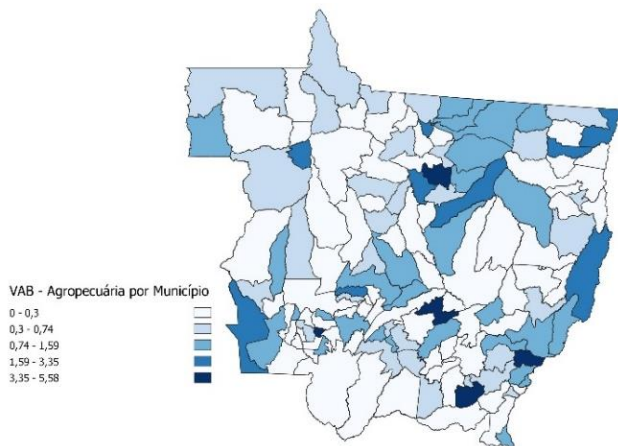 VAB - Agropecuária por Município
0 - 0,3
0,3 - 0,74
0,74 - 1,59
1,59 - 3,35
3,35 - 5,58